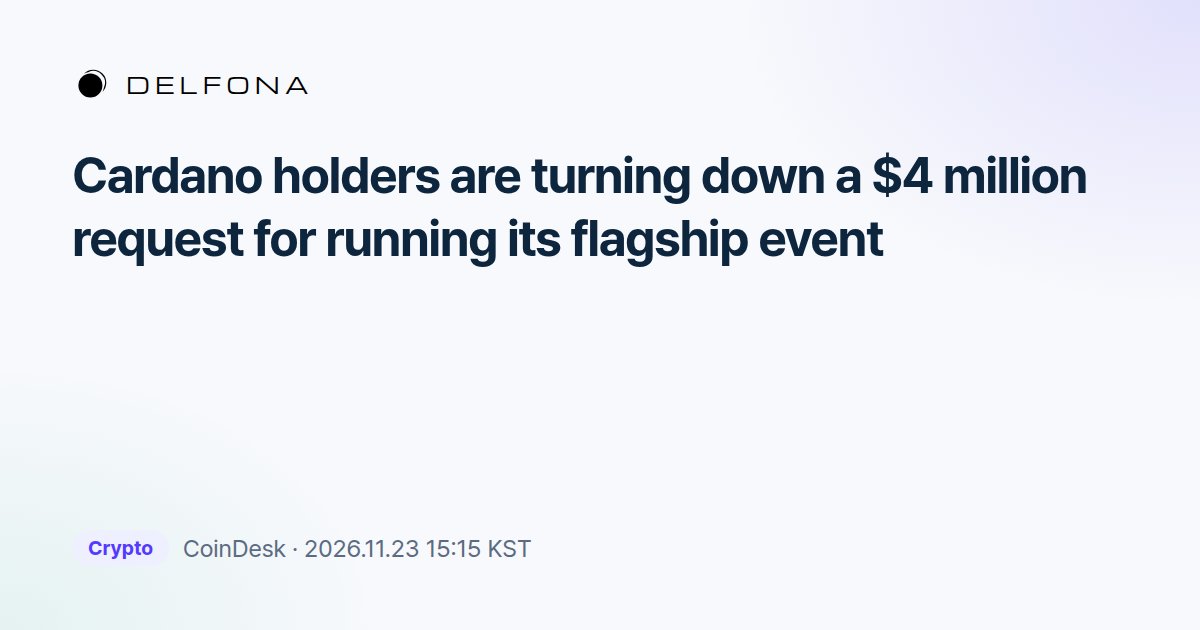 DELFONA
Cardano holders are turning down a $4 million
request for running its flagship event
Crypto CoinDesk · 2026.11.23 15:15 KST